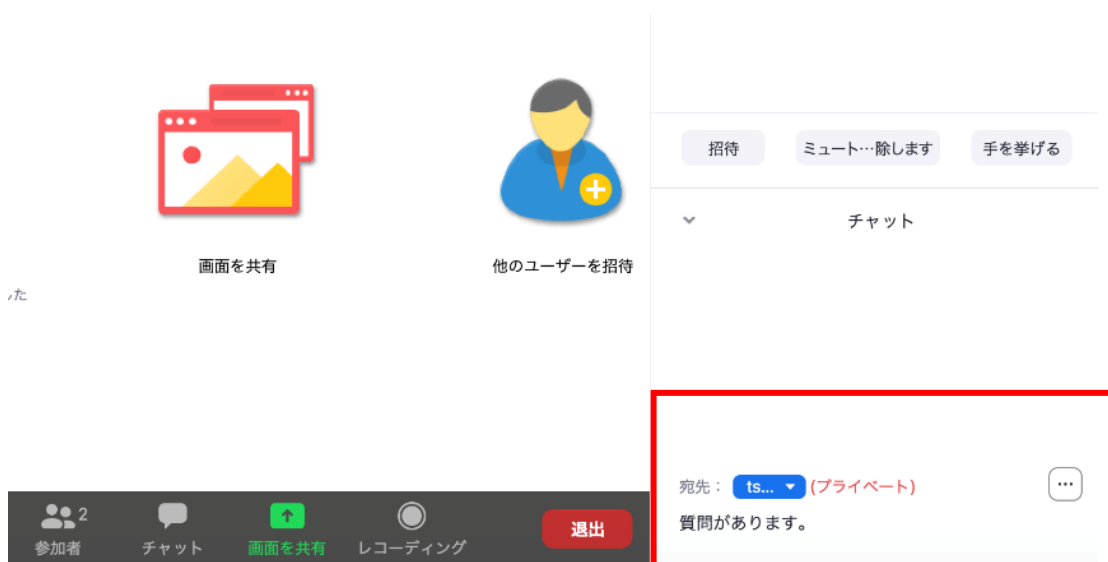 招待
ミュート…除します
手を挙げる
チャット
画面を共有
他のユーザーを招待
した
宛先： ts... (プライベート)
質問があります。
2
参加者
チャット
画面を共有
レコーディング
退出